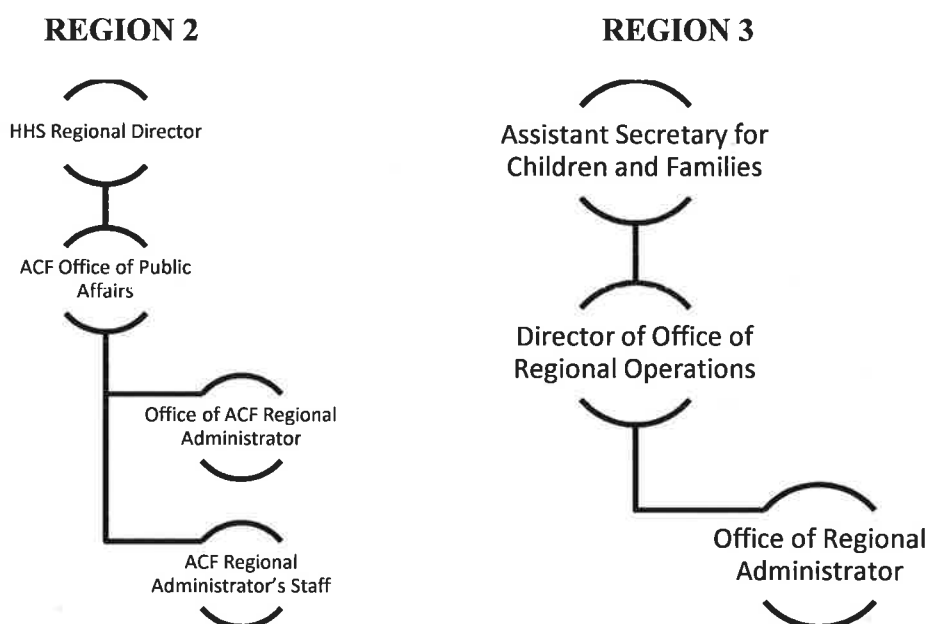 REGION 2
HHS Regional Director
ACF Office of Public
Affairs
Office of ACF Regional
Administrator
ACF Regional
Administrator's Staff
REGION 3
Assistant Secretary for
Children and Families
Director of Office of
Regional Operations
Office of Regional
Administrator